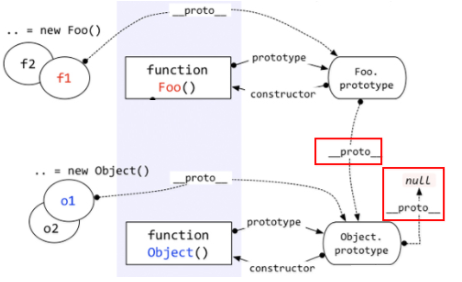 __proto__
.. = new Foo()
f2
f1
function
Foo()
prototype
constructor
Foo.
prototype
__proto__
null
__proto__
.. = new Object()
__proto__
o1
o2
function
Object()
prototype
constructor
Object.
prototype